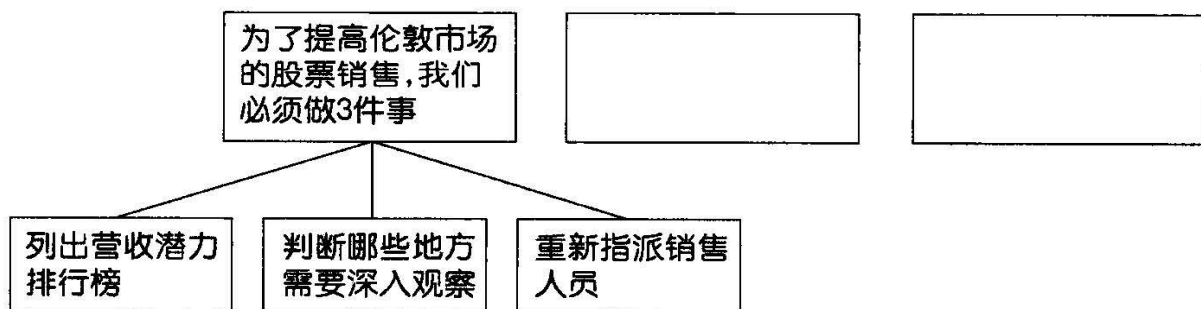 为了提高伦敦市场
的股票销售,我们
必须做3件事
列出营收潜力
排行榜
判断哪些地方
需要深入观察
重新指派销售
人员